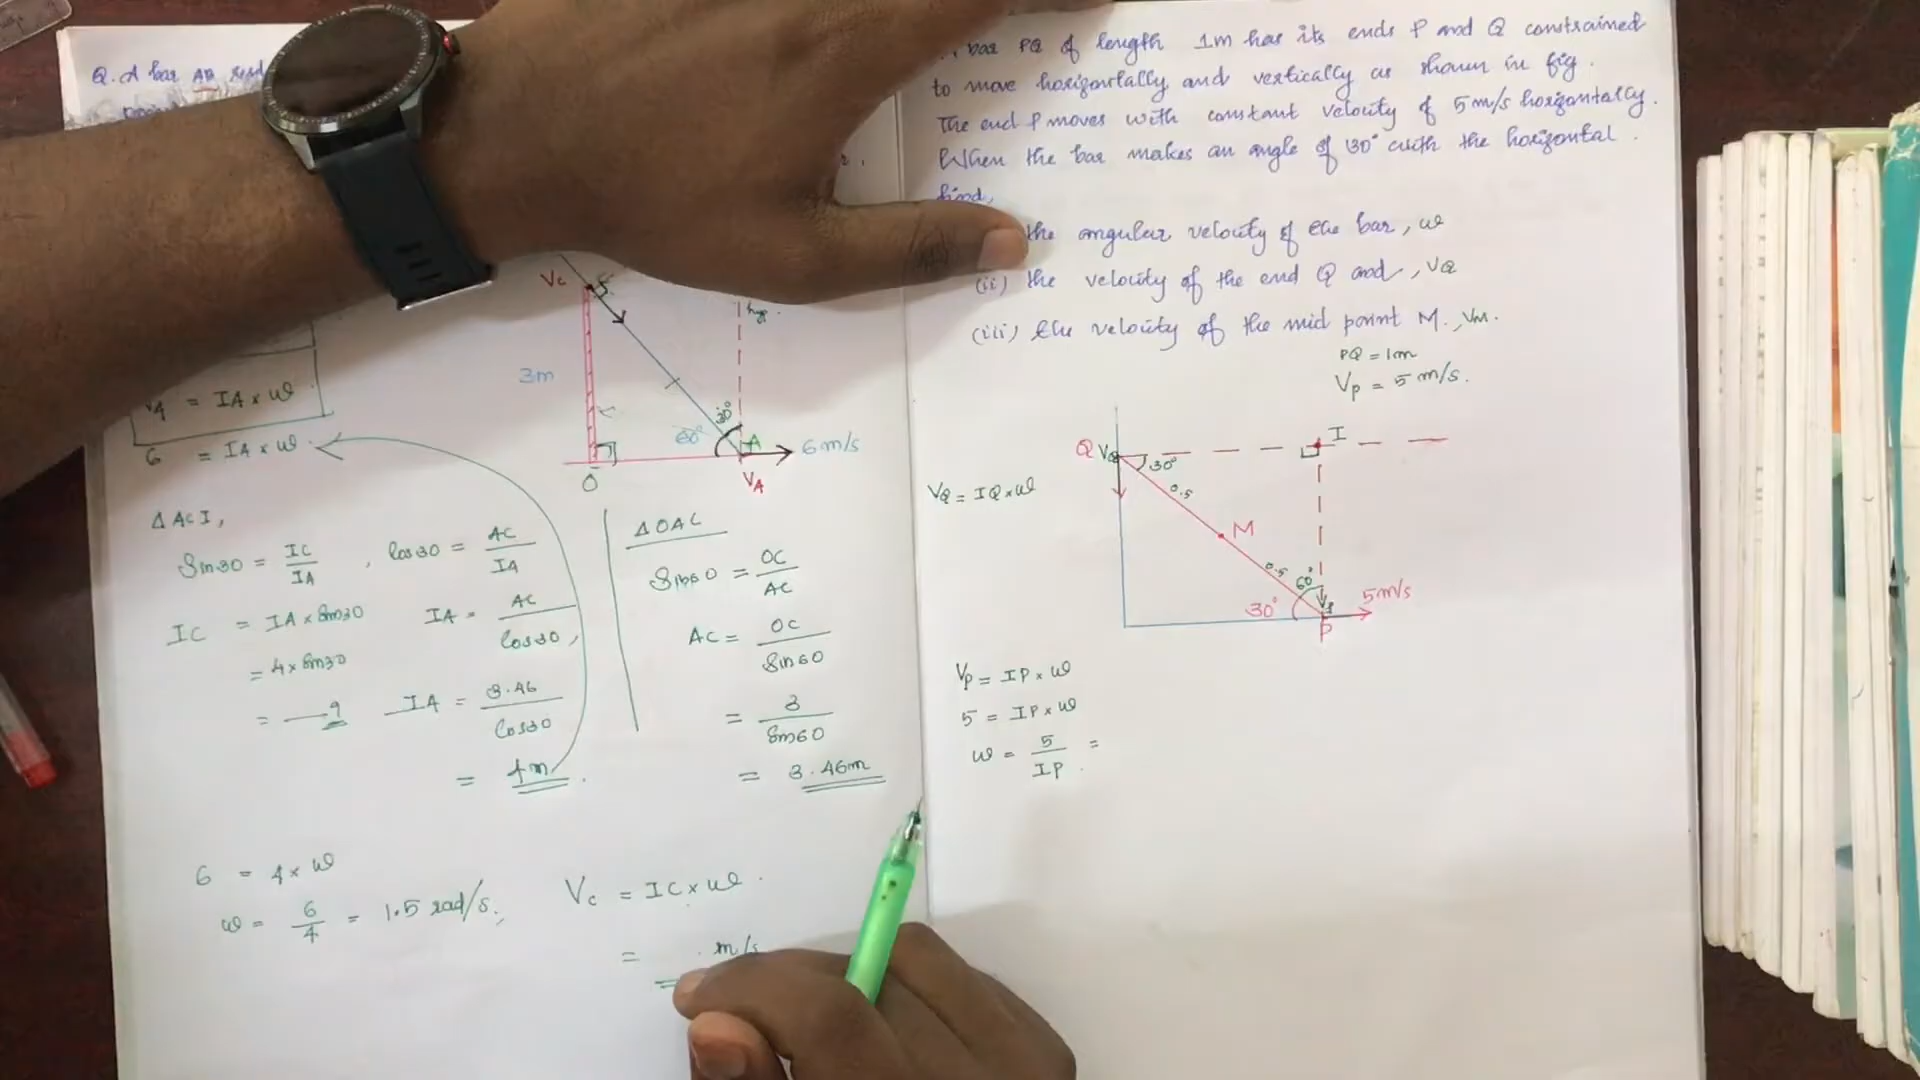 Q. A bar AB
3m
Vc
hyp.
30°
60°
A
6 m/s
O
VA
VA = IA x ω
6 = IA x ω
Δ ACI,
Sin30 = IC/IA , Cos30 = AC/IA
IC = IA x Sin30
IA = AC/Cos30
= 4 x Sin30
IA = 3.46/Cos30
= 4m
Δ OAC
Sin60 = OC/AC
AC = OC/Sin60
= 3/Sin60
= 3.46m
6 = 4 x ω
ω = 6/4 = 1.5 rad/s.
Vc = IC x ω
= m/s
bar PQ of length 1m has its ends P and Q constrained
to move horizontally and vertically as shown in fig.
The end P moves with constant velocity of 5 m/s horizontally.
When the bar makes an angle of 30° with the horizontal.
find,
the angular velocity of the bar, ω
(ii) the velocity of the end Q and, VQ
(iii) the velocity of the mid point M., VM.
PQ = 1m
Vp = 5 m/s.
Q VQ
30°
I
0.5
M
0.5
60°
30°
P
5m/s
VQ = IQ x ω
Vp = IP x ω
5 = IP x ω
ω = 5/IP =